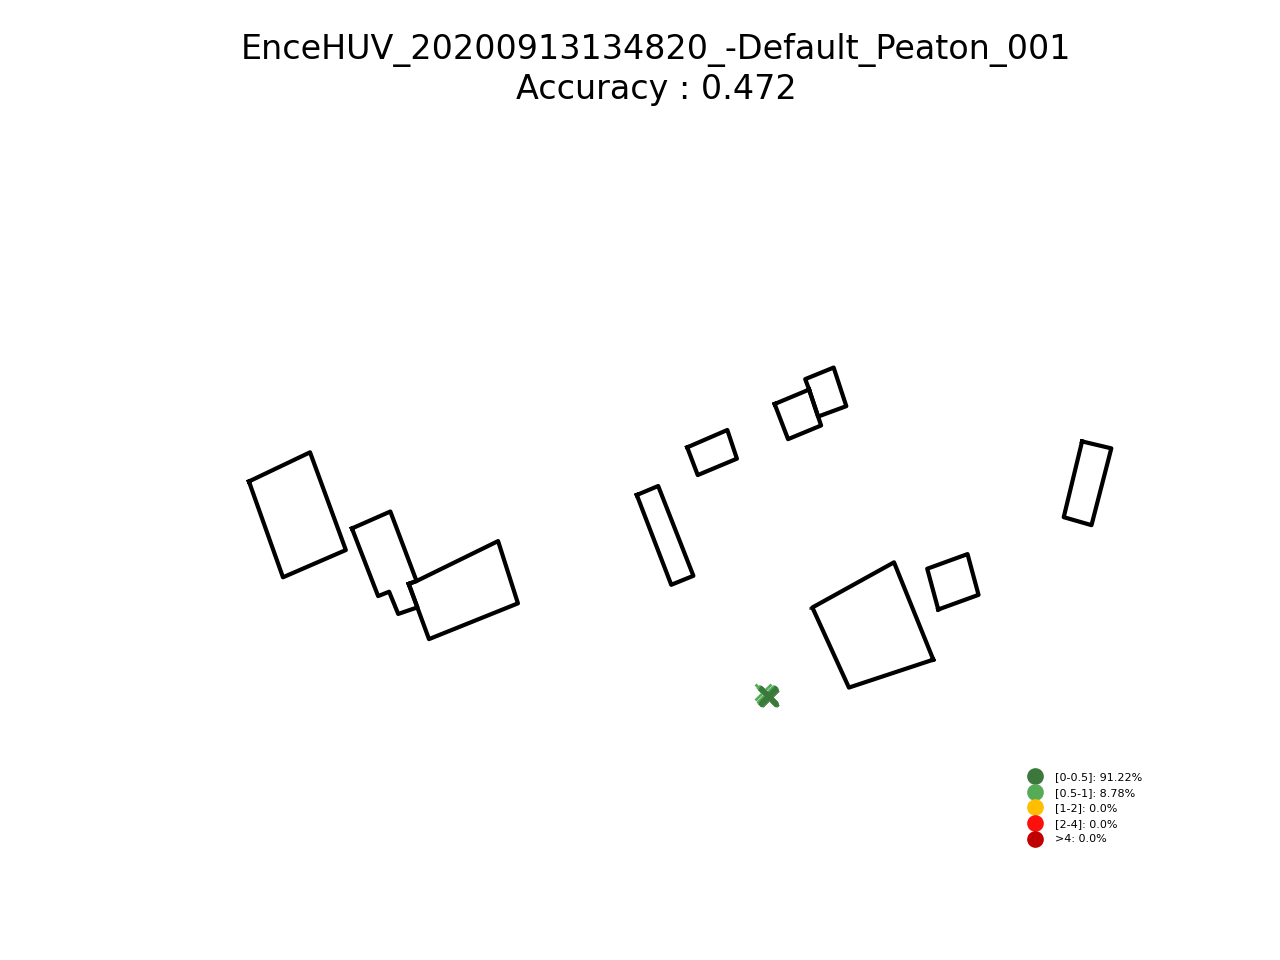 EnceHUV_20200913134820_-Default_Peaton_001
Accuracy : 0.472
[0-0.5]: 91.22%
[0.5-1]: 8.78%
[1-2]: 0.0%
[2-4]: 0.0%
>4: 0.0%